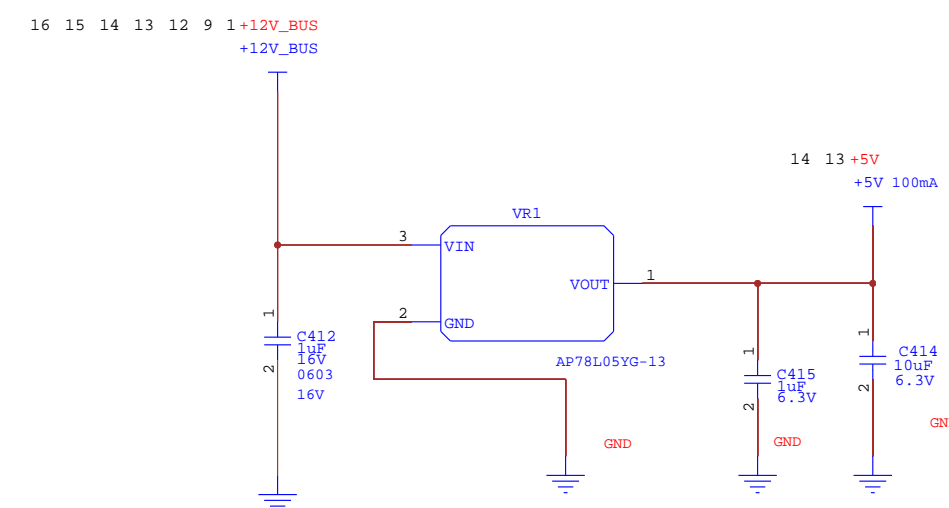 16 15 14 13 12 9 1 +12V_BUS
+12V_BUS
14 13 +5V
+5V 100mA
VR1
3
VIN
VOUT
1
2
GND
AP78L05YG-13
1
C412
1uF
16V
0603
16V
2
1
C415
1uF
6.3V
2
1
C414
10uF
6.3V
2
GND
GND
GN